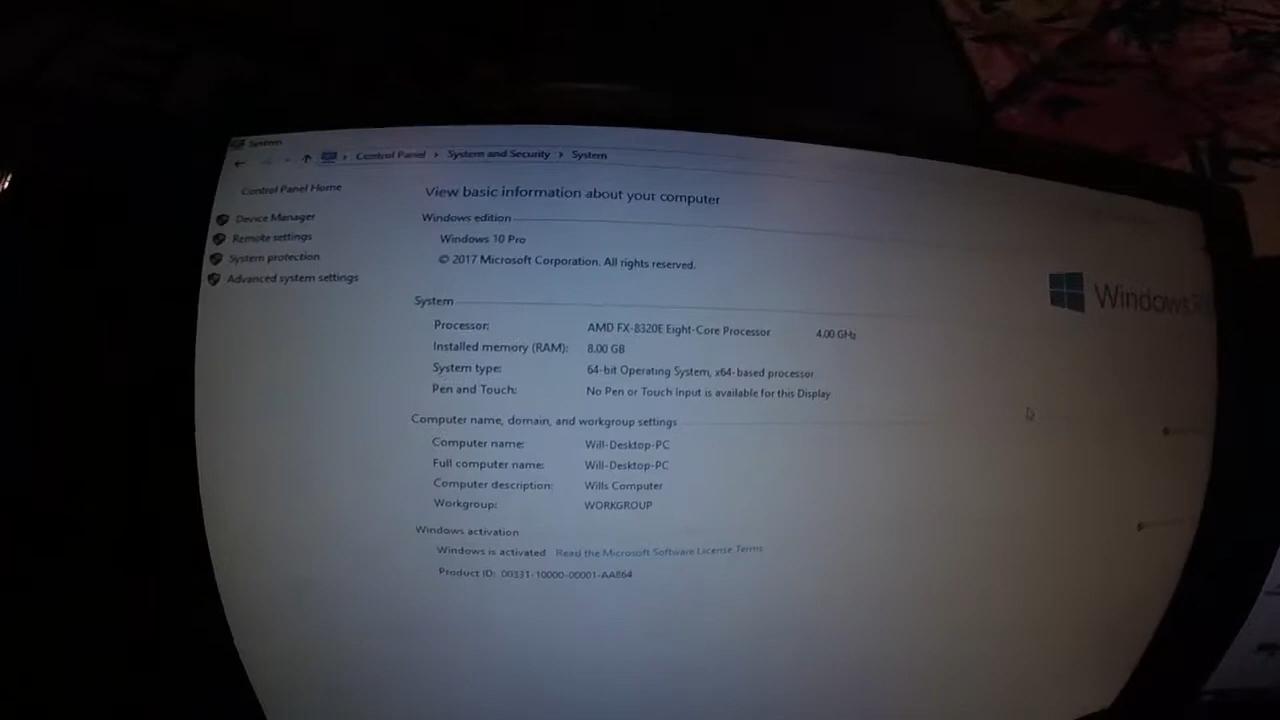 System
Control Panel › System and Security › System
Control Panel Home
Device Manager
Remote settings
System protection
Advanced system settings
View basic information about your computer
Windows edition
Windows 10 Pro
© 2017 Microsoft Corporation. All rights reserved.
Windows
System
Processor: AMD FX-8320E Eight-Core Processor 4.00 GHz
Installed memory (RAM): 8.00 GB
System type: 64-bit Operating System, x64-based processor
Pen and Touch: No Pen or Touch Input is available for this Display
Computer name, domain, and workgroup settings
Computer name: Will-Desktop-PC
Full computer name: Will-Desktop-PC
Computer description: Wills Computer
Workgroup: WORKGROUP
Windows activation
Windows is activated Read the Microsoft Software License Terms
Product ID: 00331-10000-00001-AA864